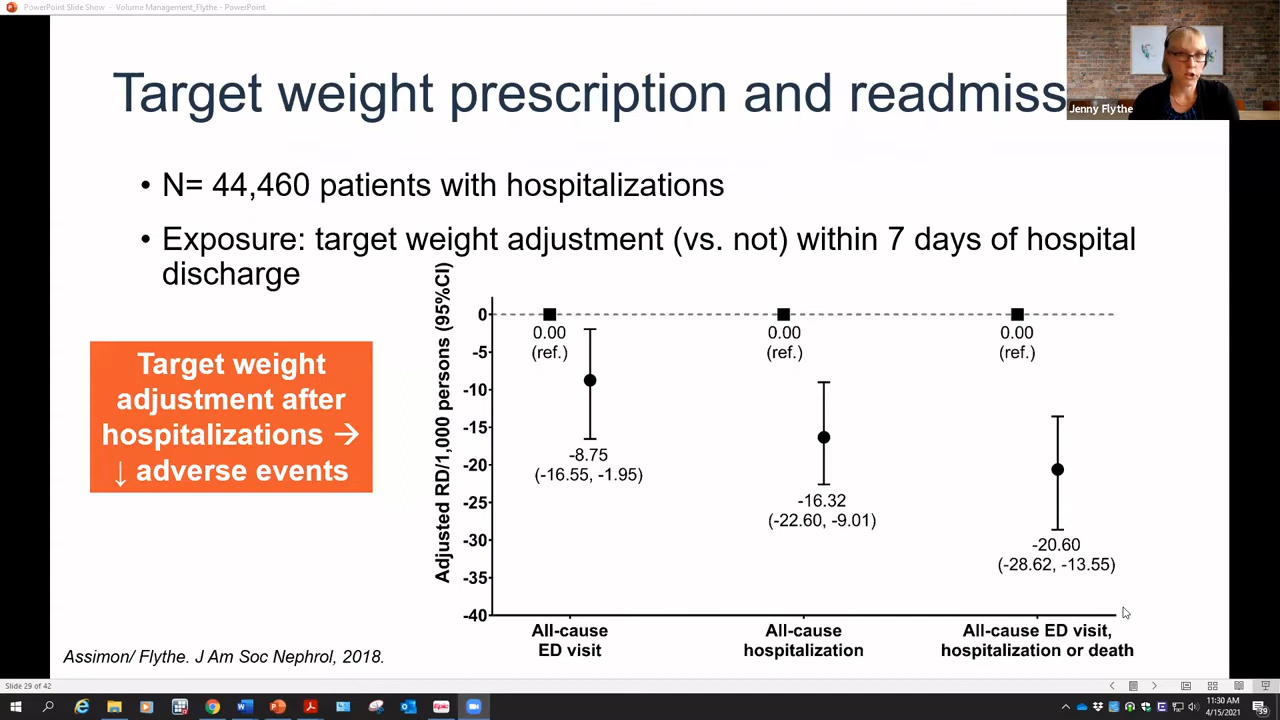 PowerPoint Slide Show - Volume Management_Flythe - PowerPoint
Target weight prescription and readmiss
Jenny Flythe
• N= 44,460 patients with hospitalizations
• Exposure: target weight adjustment (vs. not) within 7 days of hospital
discharge
Target weight
adjustment after
hospitalizations →
↓ adverse events
Adjusted RD/1,000 persons (95%CI)
0
-5
-10
-15
-20
-25
-30
-35
-40
0.00
(ref.)
-8.75
(-16.55, -1.95)
0.00
(ref.)
-16.32
(-22.60, -9.01)
0.00
(ref.)
-20.60
(-28.62, -13.55)
All-cause
ED visit
All-cause
hospitalization
All-cause ED visit,
hospitalization or death
Assimon/ Flythe. J Am Soc Nephrol, 2018.
Slide 29 of 42
Epic
11:30 AM
4/15/2021
39